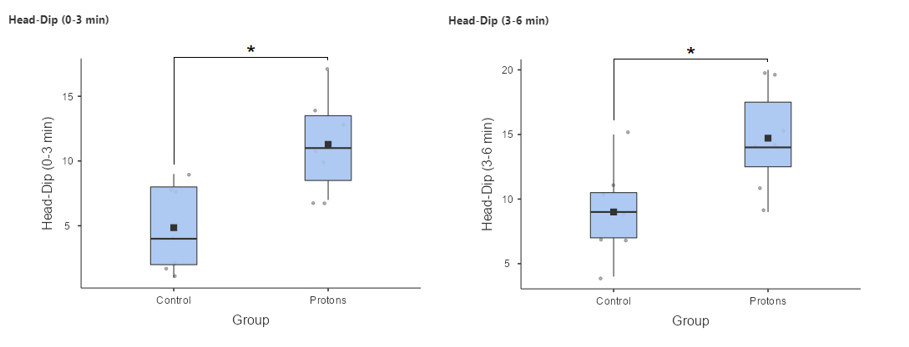 Head-Dip (0-3 min)
*
Head-Dip (0-3 min)
15
10
5
Control
Protons
Group
Head-Dip (3-6 min)
*
Head-Dip (3-6 min)
20
15
10
5
Control
Protons
Group